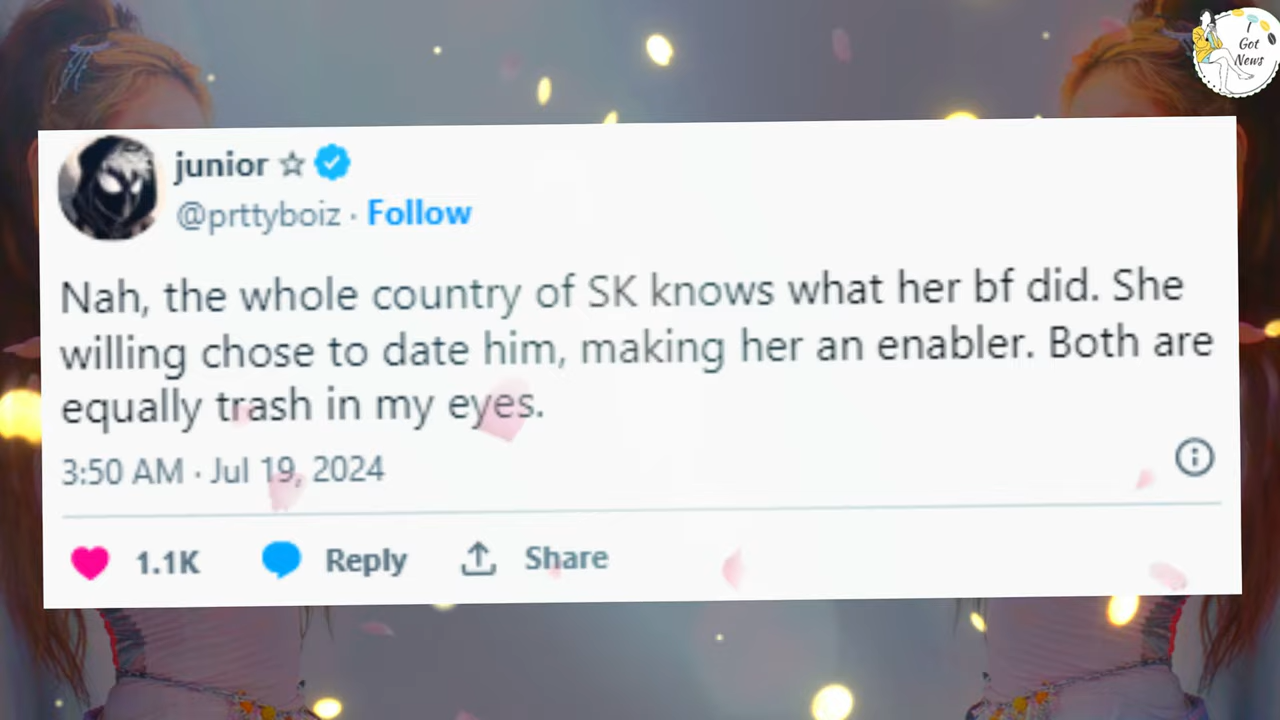 I
Got
News
junior ☆
@prttyboiz · Follow
Nah, the whole country of SK knows what her bf did. She
willing chose to date him, making her an enabler. Both are
equally trash in my eyes.
3:50 AM · Jul 19, 2024
1.1K Reply Share